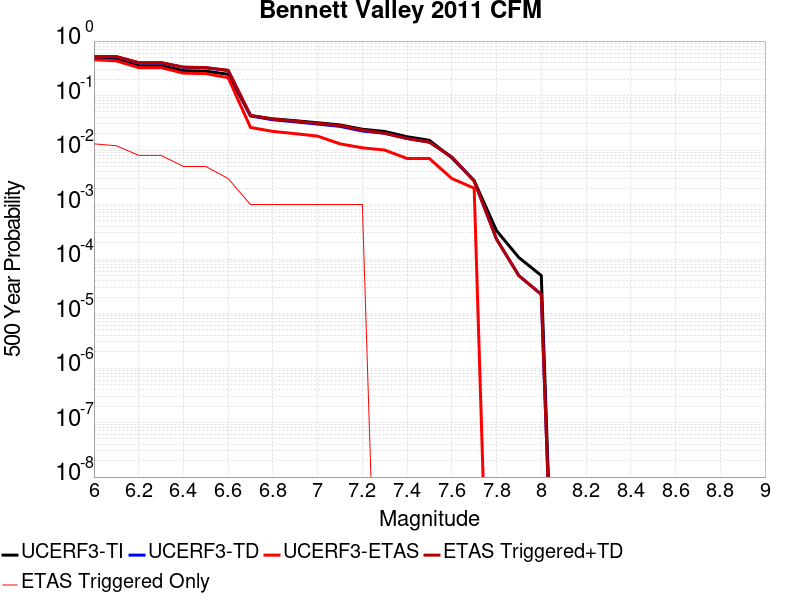 Bennett Valley 2011 CFM
10^0
10^-1
10^-2
10^-3
10^-4
10^-5
10^-6
10^-7
10^-8
500 Year Probability
6 6.2 6.4 6.6 6.8 7 7.2 7.4 7.6 7.8 8 8.2 8.4 8.6 8.8 9
Magnitude
UCERF3-TI UCERF3-TD UCERF3-ETAS ETAS Triggered+TD
ETAS Triggered Only